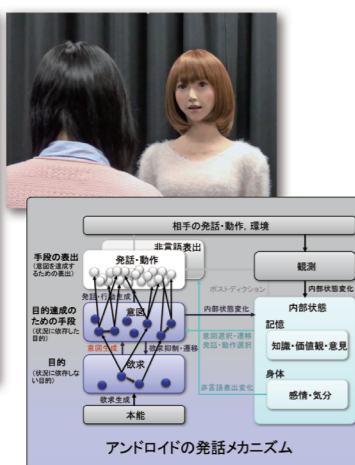 相手の発話・動作, 環境
非言語表出
手段の表出
(意図を達成するための表出)
発話・動作
観測
ポストディクション
発話・行動生成
内部状態変化
意図
内部状態変化
内部状態
目的達成の
ための手段
(状況に依存した
目的)
記憶
意図選択・遷移
発話・動作選択
知識・価値観・意見
意図生成
欲求抑制・遷移
目的
(状況に依存しない目的)
欲求
身体
感情・気分
非言語表出変化
欲求生成
本能
アンドロイドの発話メカニズム